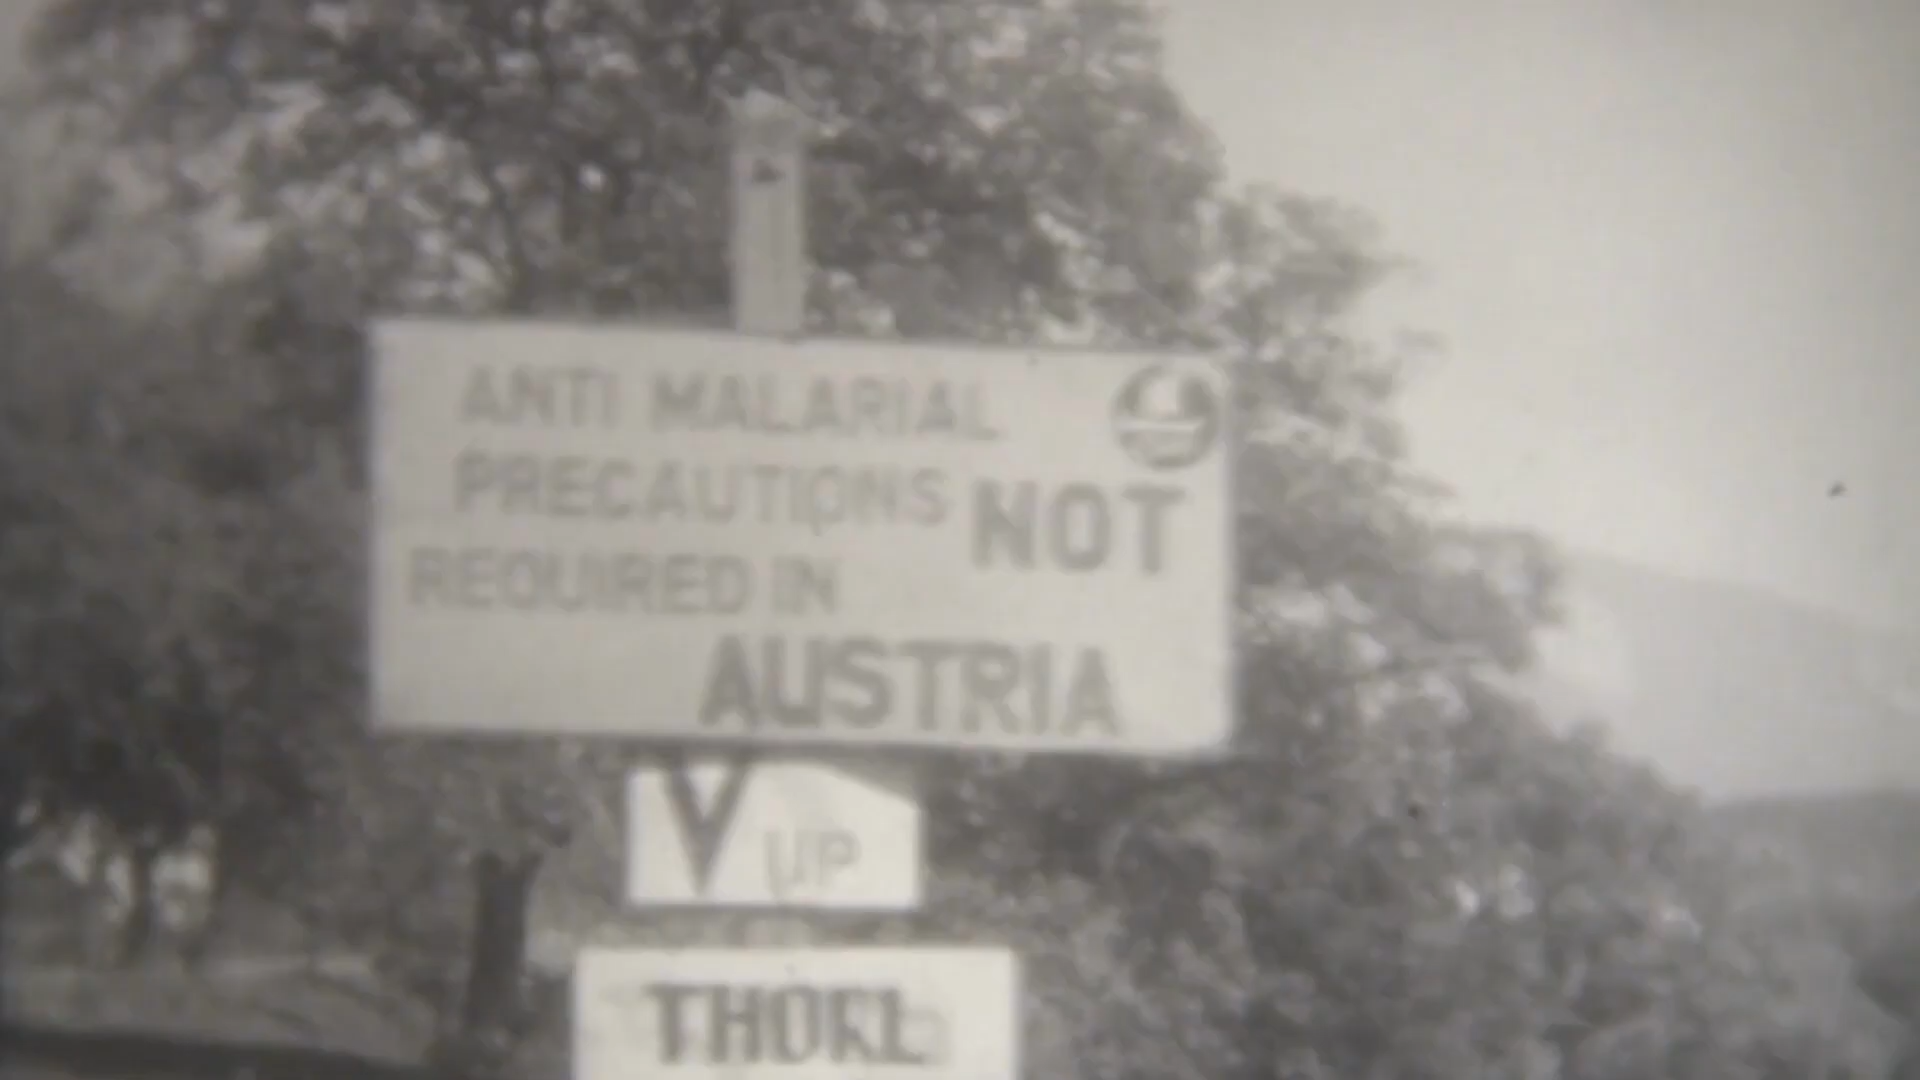 ANTI MALARIAL
PRECAUTIONS NOT
REQUIRED IN
AUSTRIA
V UP
THORL